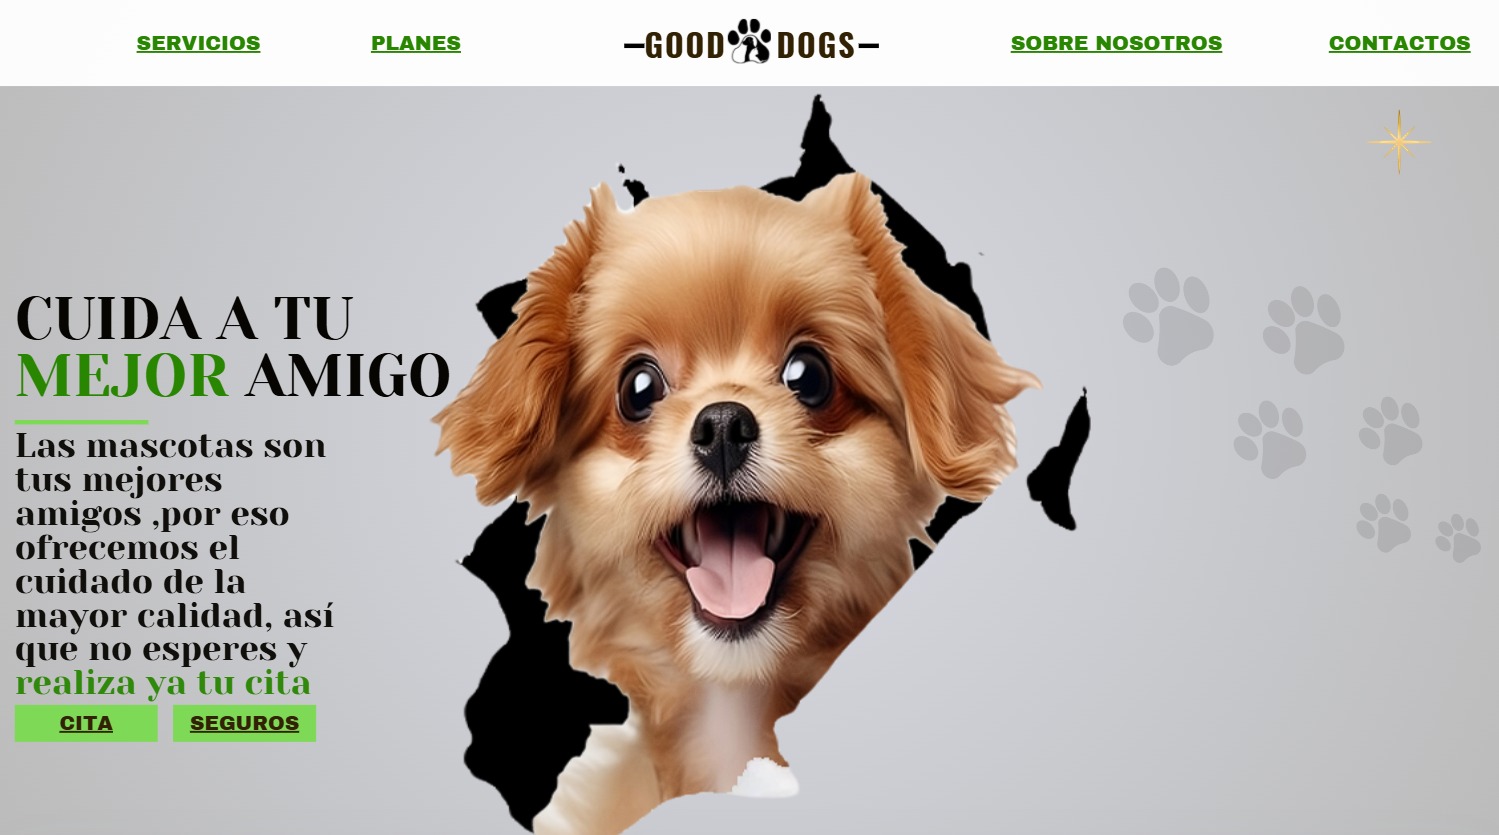 SERVICIOS
PLANES
GOOD DOGS
SOBRE NOSOTROS
CONTACTOS
CUIDA A TU
MEJOR AMIGO
Las mascotas son
tus mejores
amigos ,por eso
ofrecemos el
cuidado de la
mayor calidad, así
que no esperes y
realiza ya tu cita
CITA
SEGUROS